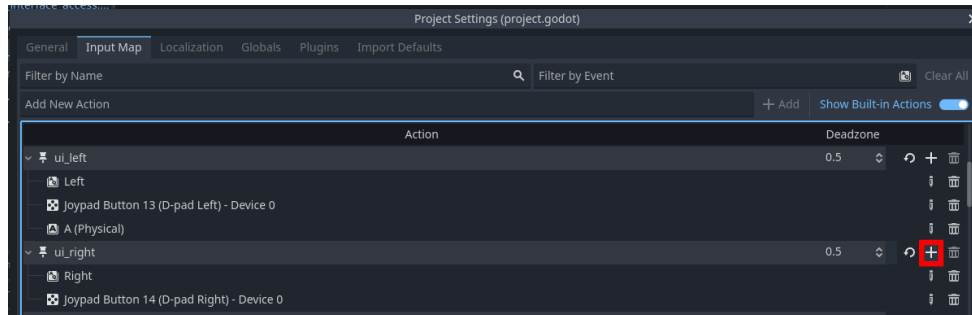 interface_access....
Project Settings (project.godot)
General Input Map Localization Globals Plugins Import Defaults
Filter by Name Filter by Event Clear All
Add New Action + Add Show Built-in Actions
Action Deadzone
ui_left 0.5
Left
Joypad Button 13 (D-pad Left) - Device 0
A (Physical)
ui_right 0.5
Right
Joypad Button 14 (D-pad Right) - Device 0